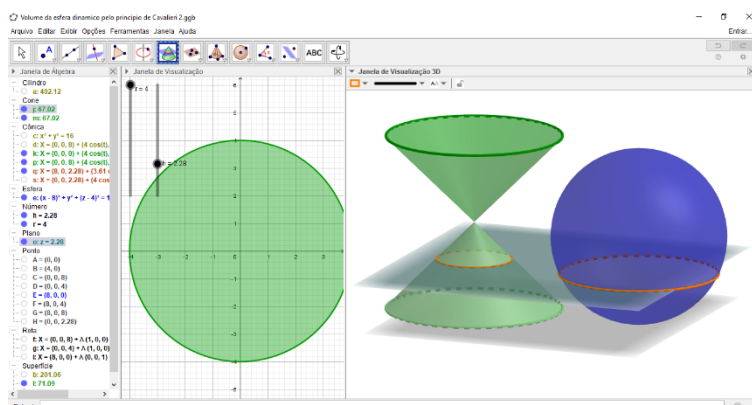 Volume da esfera dinamico pelo principio de Cavalieri 2.ggb
Arquivo Editar Exibir Opções Ferramentas Janela Ajuda
Entrar...
ABC
Janela de Álgebra
Janela de Visualização
Janela de Visualização 3D
Cilindro
a: 402.12
Cone
j: 67.02
m: 67.02
Cônica
c: x² + y² = 16
d: X = (0, 0, 8) + (4 cos(t),
k: X = (0, 0, 0) + (4 cos(t),
p: X = (0, 0, 8) + (4 cos(t),
q: X = (8, 0, 2.28) + (3.61 c
s: X = (0, 0, 2.28) + (4 cos
Esfera
e: (x - 8)² + y² + (z - 4)² = 1
Número
h = 2.28
r = 4
Plano
o: z = 2.28
Ponto
A = (0, 0)
B = (4, 0)
C = (0, 0, 8)
D = (0, 0, 4)
E = (8, 0, 0)
F = (8, 0, 4)
G = (8, 0, 8)
H = (0, 0, 2.28)
Reta
f: X = (0, 0, 8) + λ (1, 0, 0)
g: X = (0, 0, 4) + λ (1, 0, 0)
i: X = (8, 0, 0) + λ (0, 0, 1)
Superfície
b: 201.06
l: 71.09
r = 4
h = 2.28